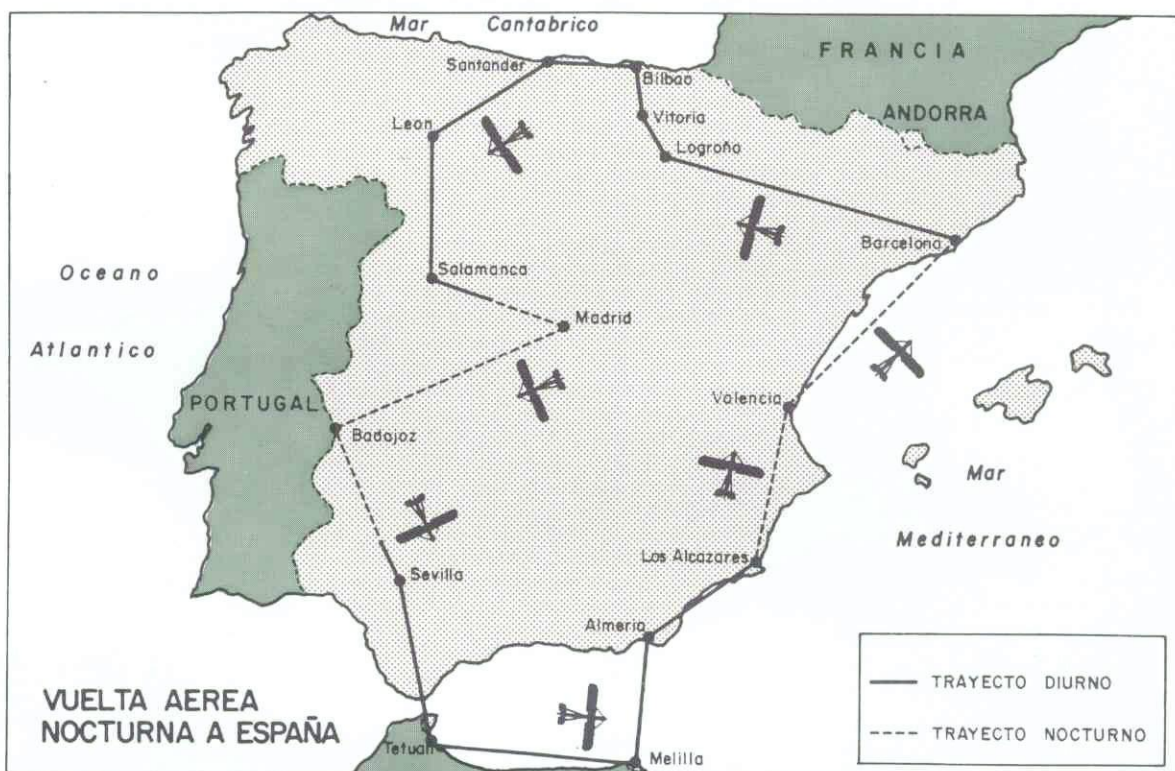 Mar Cantabrico
FRANCIA
Santander
Bilbao
ANDORRA
Vitoria
Leon
Logroño
Barcelona
Oceano
Salamanca
Madrid
Atlantico
Valencia
PORTUGAL
Badajoz
Mar
Mediterraneo
Los Alcazares
Sevilla
Almeria
TRAYECTO DIURNO
VUELTA AEREA
NOCTURNA A ESPAÑA
TRAYECTO NOCTURNO
Tetuan
Melilla